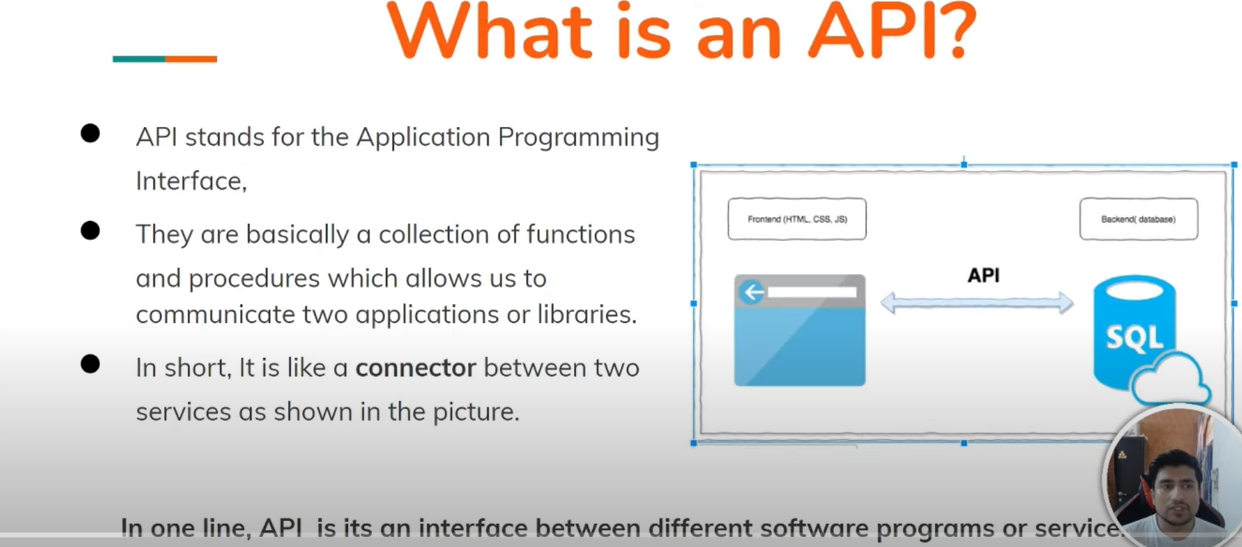 What is an API?
API stands for the Application Programming
Interface,
They are basically a collection of functions
and procedures which allows us to
communicate two applications or libraries.
In short, It is like a connector between two
services as shown in the picture.
Frontend (HTML, CSS, JS)
Backend( database)
API
SQL
In one line, API is its an interface between different software programs or service